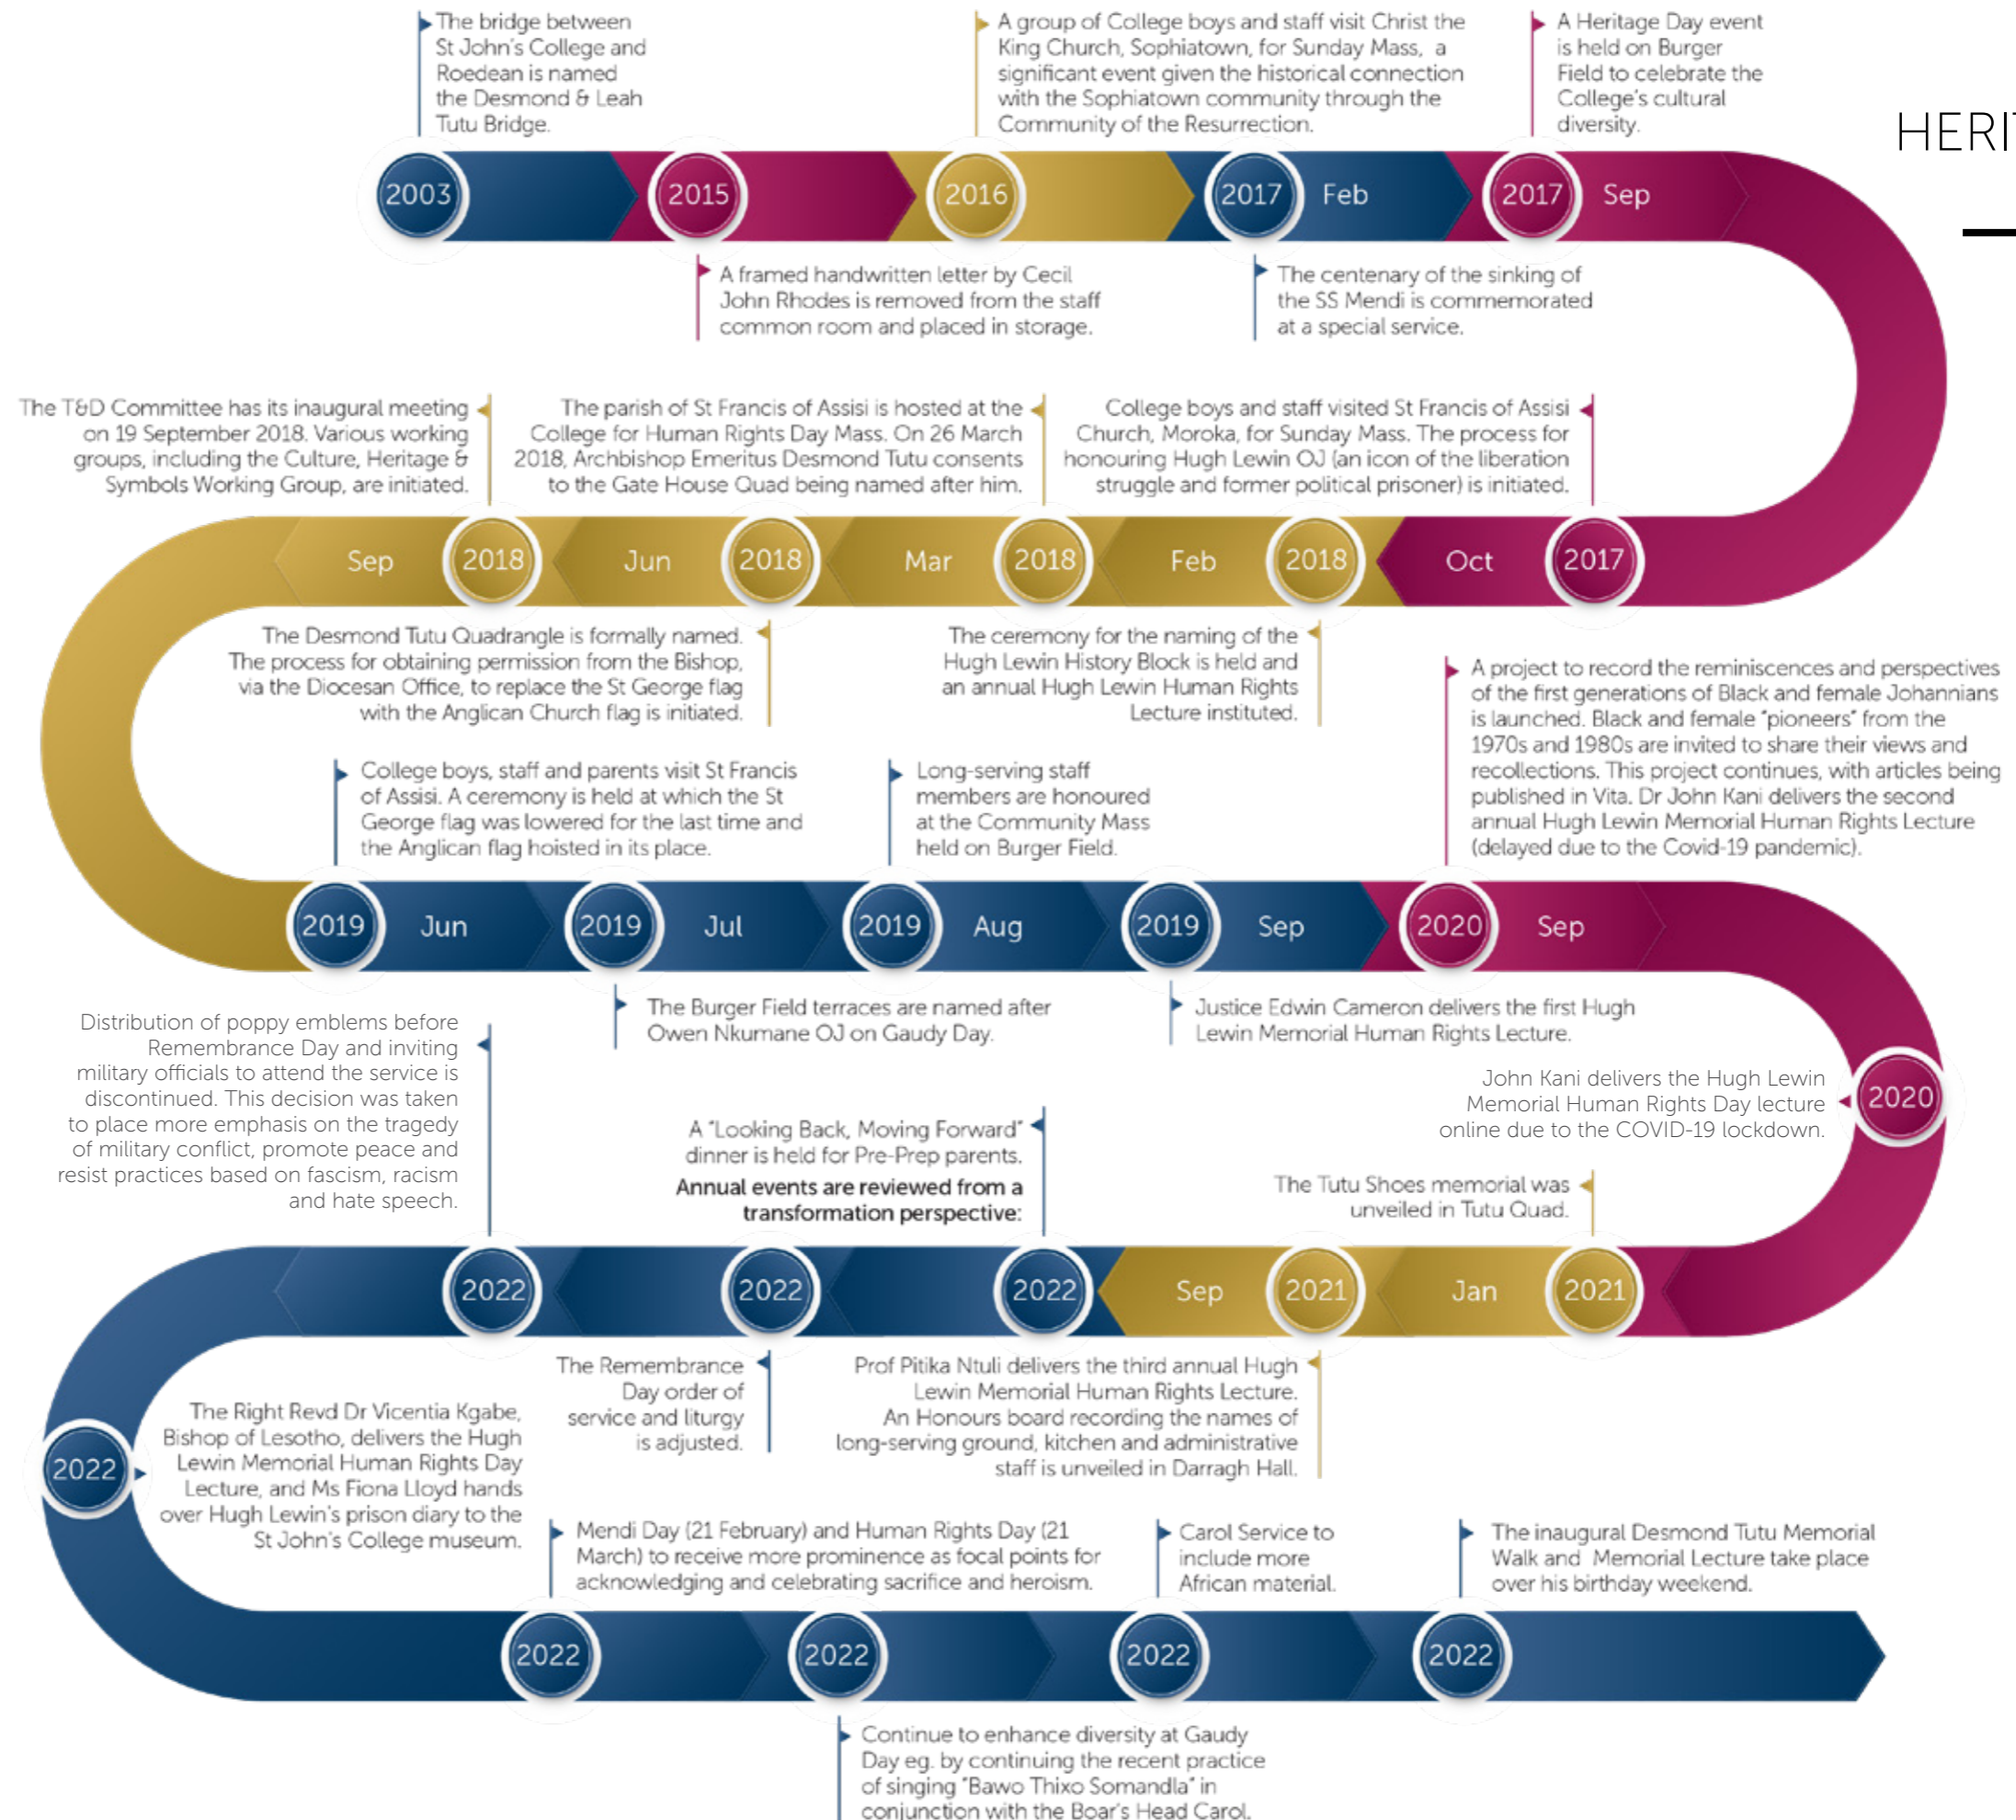 The bridge between
St John's College and
Roedean is named
the Desmond & Leah
Tutu Bridge.
A group of College boys and staff visit Christ the
King Church, Sophiatown, for Sunday Mass, a
significant event given the historical connection
with the Sophiatown community through the
Community of the Resurrection.
A Heritage Day event
is held on Burger
Field to celebrate the
College's cultural
diversity.
HERIT
2003
2015
2016
2017 Feb
2017 Sep
A framed handwritten letter by Cecil
John Rhodes is removed from the staff
common room and placed in storage.
The centenary of the sinking of
the SS Mendi is commemorated
at a special service.
The T&D Committee has its inaugural meeting
on 19 September 2018. Various working
groups, including the Culture, Heritage &
Symbols Working Group, are initiated.
The parish of St Francis of Assisi is hosted at the
College for Human Rights Day Mass. On 26 March
2018, Archbishop Emeritus Desmond Tutu consents
to the Gate House Quad being named after him.
College boys and staff visited St Francis of Assisi
Church, Moroka, for Sunday Mass. The process for
honouring Hugh Lewin OJ (an icon of the liberation
struggle and former political prisoner) is initiated.
Sep 2018
Jun 2018
Mar 2018
Feb 2018
Oct 2017
The Desmond Tutu Quadrangle is formally named.
The process for obtaining permission from the Bishop,
via the Diocesan Office, to replace the St George flag
with the Anglican Church flag is initiated.
The ceremony for the naming of the
Hugh Lewin History Block is held and
an annual Hugh Lewin Human Rights
Lecture instituted.
A project to record the reminiscences and perspectives
of the first generations of Black and female Johannians
is launched. Black and female "pioneers" from the
1970s and 1980s are invited to share their views and
recollections. This project continues, with articles being
published in Vita. Dr John Kani delivers the second
annual Hugh Lewin Memorial Human Rights Lecture
(delayed due to the Covid-19 pandemic).
College boys, staff and parents visit St Francis
of Assisi. A ceremony is held at which the St
George flag was lowered for the last time and
the Anglican flag hoisted in its place.
Long-serving staff
members are honoured
at the Community Mass
held on Burger Field.
2019 Jun
2019 Jul
2019 Aug
2019 Sep
2020 Sep
The Burger Field terraces are named after
Owen Nkumane OJ on Gaudy Day.
Justice Edwin Cameron delivers the first Hugh
Lewin Memorial Human Rights Lecture.
Distribution of poppy emblems before
Remembrance Day and inviting
military officials to attend the service is
discontinued. This decision was taken
to place more emphasis on the tragedy
of military conflict, promote peace and
resist practices based on fascism, racism
and hate speech.
John Kani delivers the Hugh Lewin
Memorial Human Rights Day lecture
online due to the COVID-19 lockdown.
2020
A "Looking Back, Moving Forward"
dinner is held for Pre-Prep parents.
Annual events are reviewed from a
transformation perspective:
The Tutu Shoes memorial was
unveiled in Tutu Quad.
2022
2022
2022
Sep 2021
Jan 2021
The Remembrance
Day order of
service and liturgy
is adjusted.
Prof Pitika Ntuli delivers the third annual Hugh
Lewin Memorial Human Rights Lecture.
An Honours board recording the names of
long-serving ground, kitchen and administrative
staff is unveiled in Darragh Hall.
2022
The Right Revd Dr Vicentia Kgabe,
Bishop of Lesotho, delivers the Hugh
Lewin Memorial Human Rights Day
Lecture, and Ms Fiona Lloyd hands
over Hugh Lewin's prison diary to the
St John's College museum.
Mendi Day (21 February) and Human Rights Day (21
March) to receive more prominence as focal points for
acknowledging and celebrating sacrifice and heroism.
Carol Service to
include more
African material.
The inaugural Desmond Tutu Memorial
Walk and Memorial Lecture take place
over his birthday weekend.
2022
2022
2022
2022
Continue to enhance diversity at Gaudy
Day eg. by continuing the recent practice
of singing "Bawo Thixo Somandla" in
conjunction with the Boar's Head Carol.